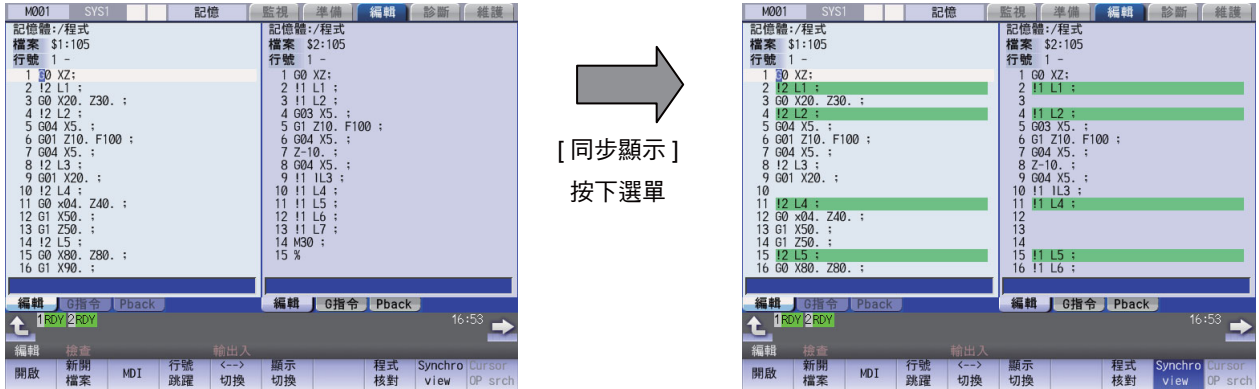 M001 SYS1 記憶 監視 準備 編輯 診斷 維護
記憶體:/程式
檔案 $1:105
行號 1 -
1 G0 XZ;
2 !2 L1 ;
3 G0 X20. Z30. ;
4 !2 L2 ;
5 G04 X5. ;
6 G01 Z10. F100 ;
7 G04 X5. ;
8 !2 L3 ;
9 G01 X20. ;
10 !2 L4 ;
11 G0 x04. Z40. ;
12 G1 X50. ;
13 G1 Z50. ;
14 !2 L5 ;
15 G0 X80. Z80. ;
16 G1 X90. ;
記憶體:/程式
檔案 $2:105
行號 1 -
1 G0 XZ;
2 !1 L1 ;
3 !1 L2 ;
4 G03 X5. ;
5 G1 Z10. F100 ;
6 G04 X5. ;
7 Z-10. ;
8 G04 X5. ;
9 !1 IL3 ;
10 !1 L4 ;
11 !1 L5 ;
12 !1 L6 ;
13 !1 L7 ;
14 M30 ;
15 %
編輯 G指令 Pback 編輯 G指令 Pback
1RDY 2RDY 16:53
編輯 檢查 輸出入
開啟 新開檔案 MDI 行號跳躍 <-->切換 顯示切換 程式核對 Synchro view Cursor OP srch
[ 同步顯示 ]
按下選單
M001 SYS1 記憶 監視 準備 編輯 診斷 維護
記憶體:/程式
檔案 $1:105
行號 1 -
1 G0 XZ;
2 !2 L1 ;
3 G0 X20. Z30. ;
4 !2 L2 ;
5 G04 X5. ;
6 G01 Z10. F100 ;
7 G04 X5. ;
8 !2 L3 ;
9 G01 X20. ;
10
11 !2 L4 ;
12 G0 x04. Z40. ;
13 G1 X50. ;
14 G1 Z50. ;
15 !2 L5 ;
16 G0 X80. Z80. ;
記憶體:/程式
檔案 $2:105
行號 1 -
1 G0 XZ;
2 !1 L1 ;
3
4 !1 L2 ;
5 G03 X5. ;
6 G1 Z10. F100 ;
7 G04 X5. ;
8 Z-10. ;
9 G04 X5. ;
10 !1 IL3 ;
11 !1 L4 ;
12
13
14
15 !1 L5 ;
16 !1 L6 ;
編輯 G指令 Pback 編輯 G指令 Pback
1RDY 2RDY 16:53
編輯 檢查 輸出入
開啟 新開檔案 MDI 行號跳躍 <-->切換 顯示切換 程式核對 Synchro view Cursor OP srch